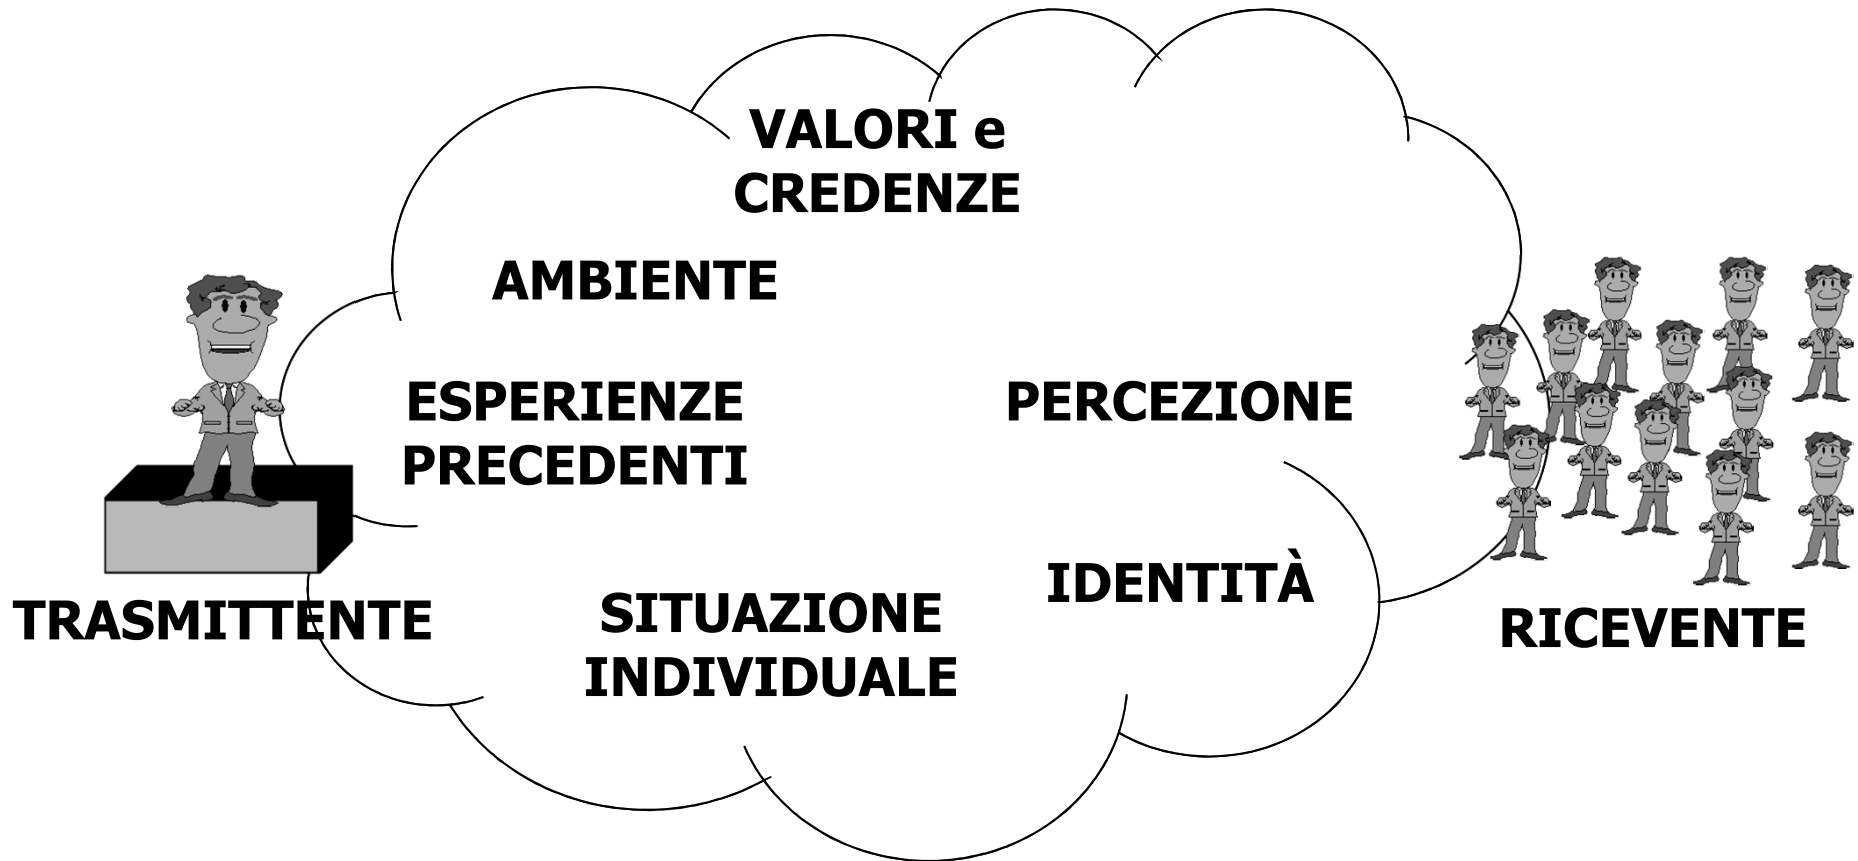 VALORI e
CREDENZE
AMBIENTE
ESPERIENZE
PRECEDENTI
PERCEZIONE
IDENTITÀ
SITUAZIONE
INDIVIDUALE
TRASMITTENTE
RICEVENTE